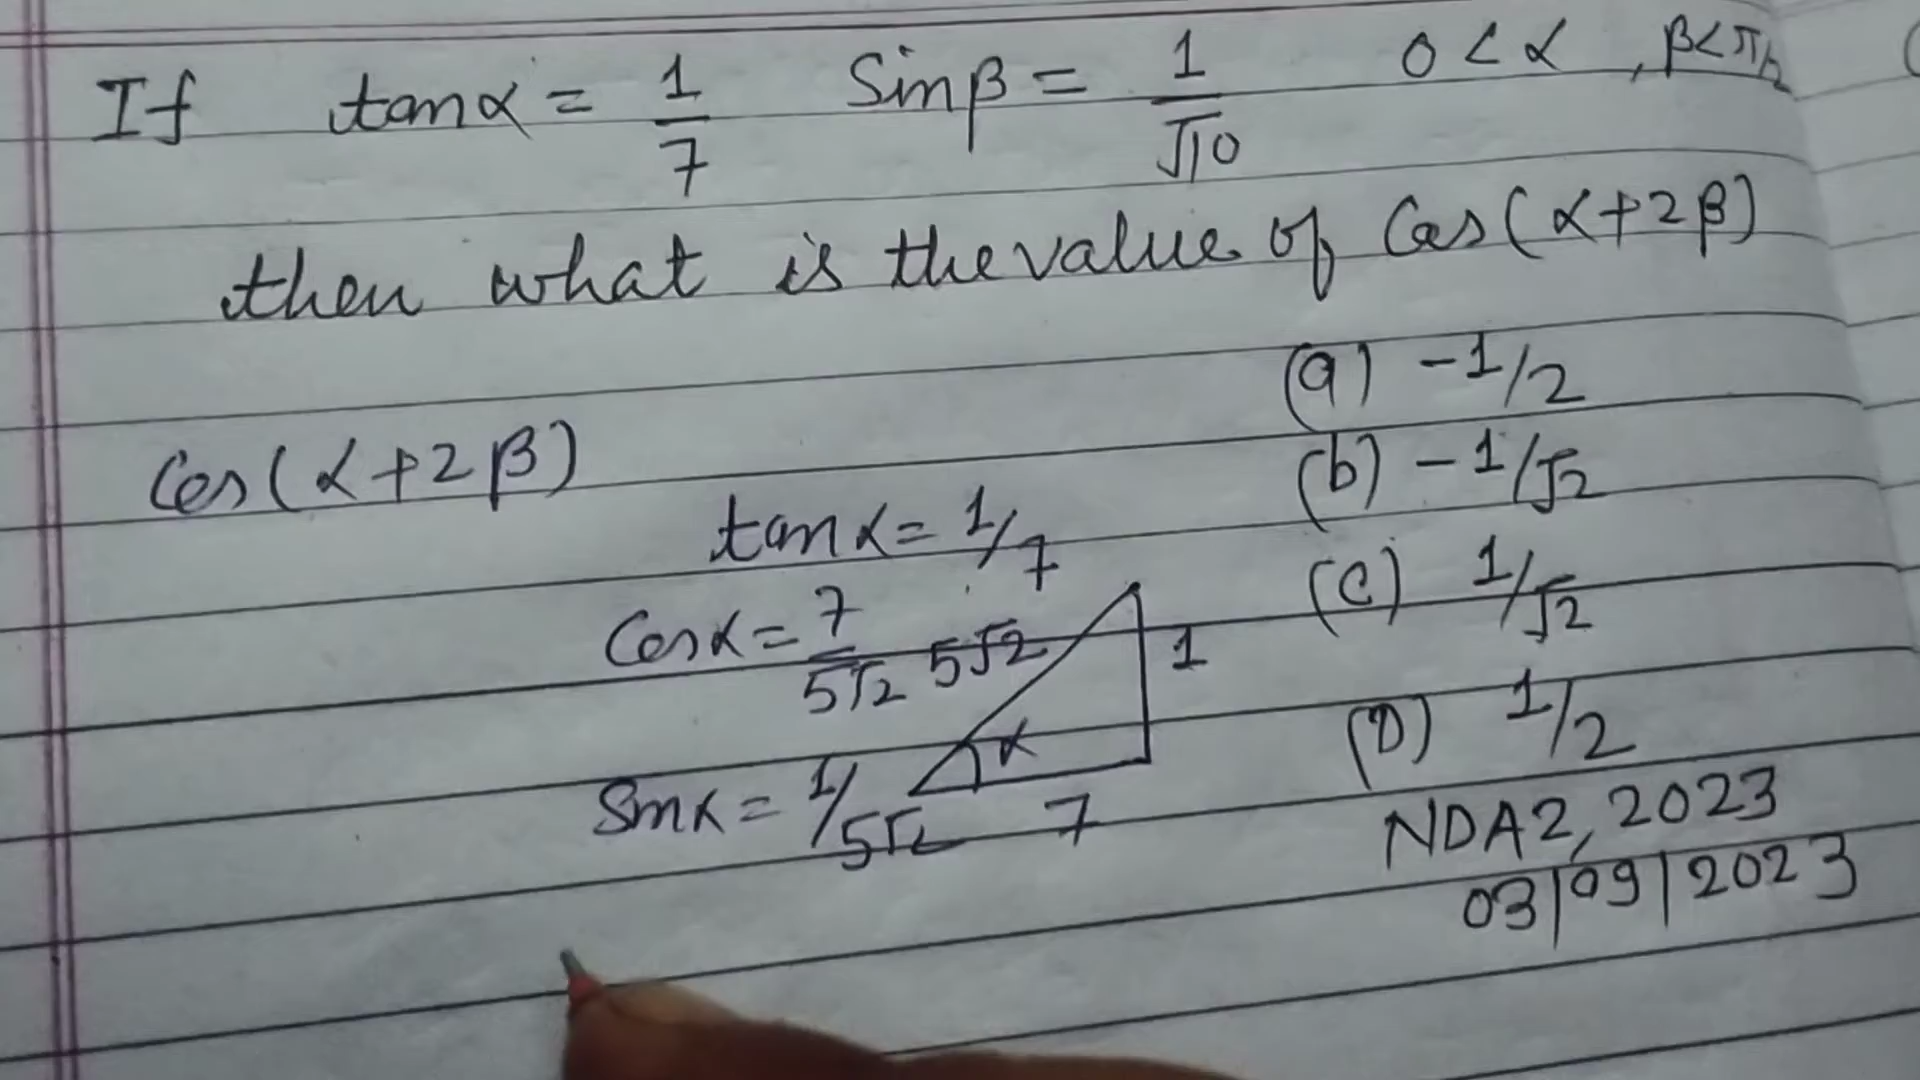 If tanα = 1/7 Sinβ = 1/√10 0 < α , β < π/2
then what is the value of Cos(α+2β)
(a) -1/2
Cos(α+2β)
(b) -1/√2
tanα = 1/7
(c) 1/√2
Cosα = 7/5√2
5√2
1
α
(D) 1/2
Sinα = 1/5√2
7
NDA2, 2023
03|09|2023